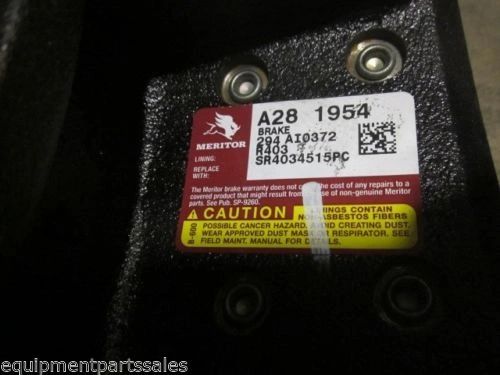 A28 1954
BRAKE
294 AI0372
MERITOR
R403
LINING:
SR4034515PC
REPLACE
WITH:
The Meritor brake warranty does not cover the cost of any repairs to a
covered product that might result from use of non-genuine Meritor
parts. See Pub. SP-9260.
CAUTION
LININGS CONTAIN
NON-ASBESTOS FIBERS
POSSIBLE CANCER HAZARD. AVOID CREATING DUST.
WEAR APPROVED DUST MASK OR RESPIRATOR. SEE
FIELD MAINT. MANUAL FOR DETAILS.
B-600
equipmentpartssales
equipmentpartssales